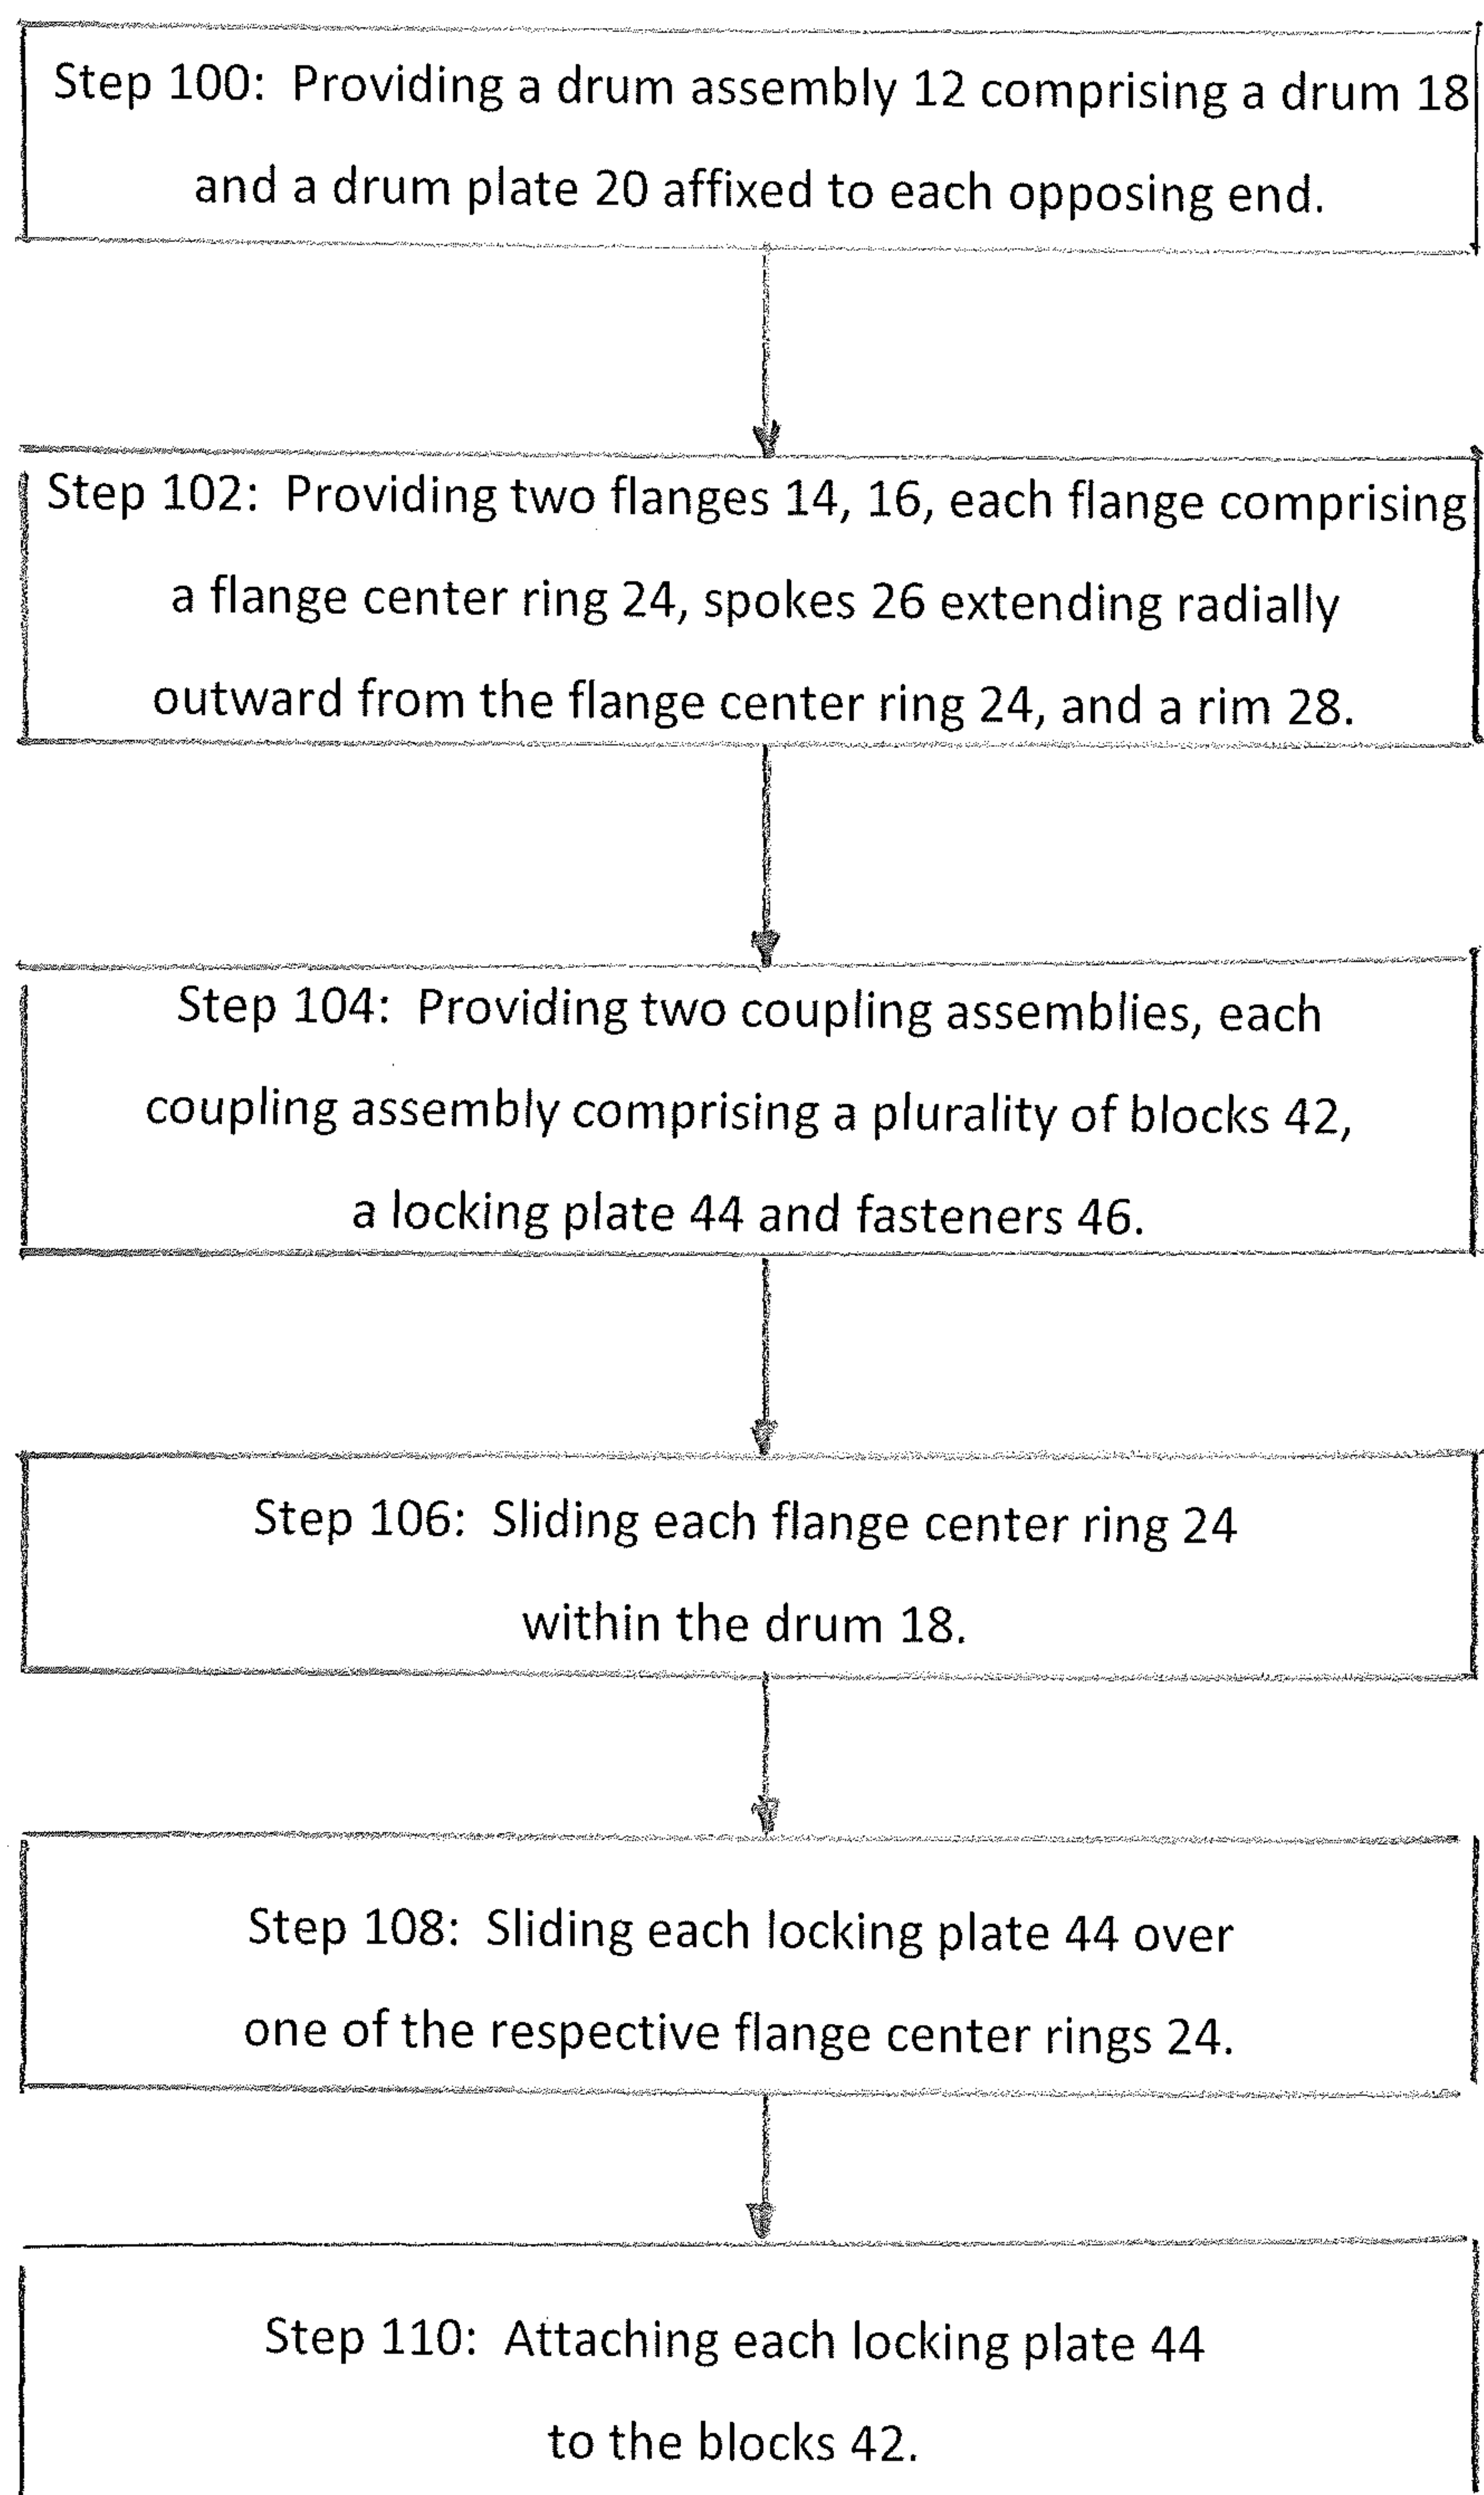 Step 100: Providing a drum assembly 12 comprising a drum 18
and a drum plate 20 affixed to each opposing end.
Step 102: Providing two flanges 14, 16, each flange comprising
a flange center ring 24, spokes 26 extending radially
outward from the flange center ring 24, and a rim 28.
Step 104: Providing two coupling assemblies, each
coupling assembly comprising a plurality of blocks 42,
a locking plate 44 and fasteners 46.
Step 106: Sliding each flange center ring 24
within the drum 18.
Step 108: Sliding each locking plate 44 over
one of the respective flange center rings 24.
Step 110: Attaching each locking plate 44
to the blocks 42.